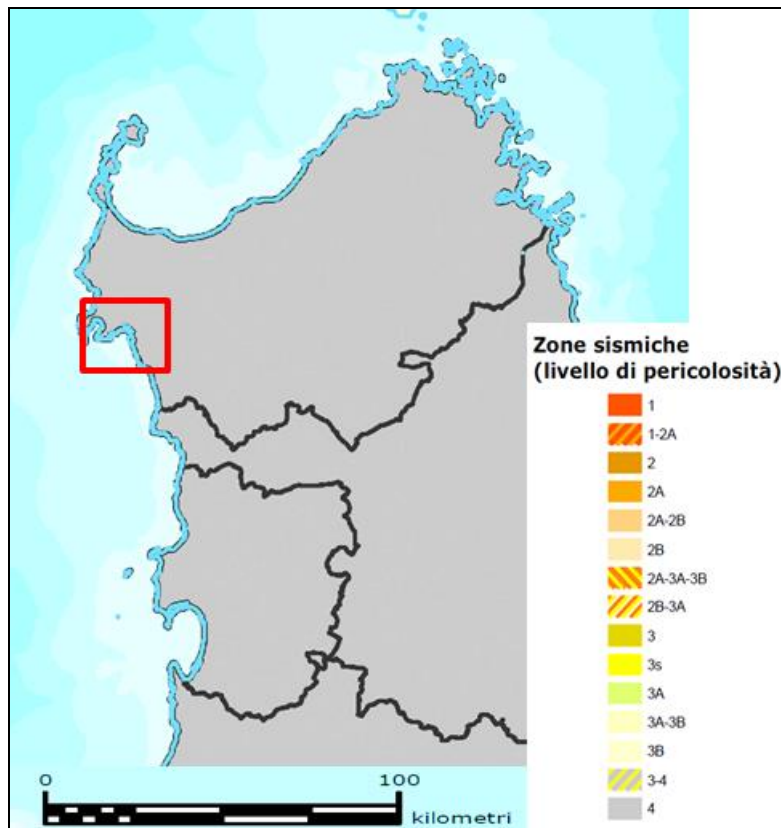 Zone sismiche
(livello di pericolosità)
1
1-2A
2
2A
2A-2B
2B
2A-3A-3B
2B-3A
3
3s
3A
3A-3B
3B
3-4
4
0 100
kilometri